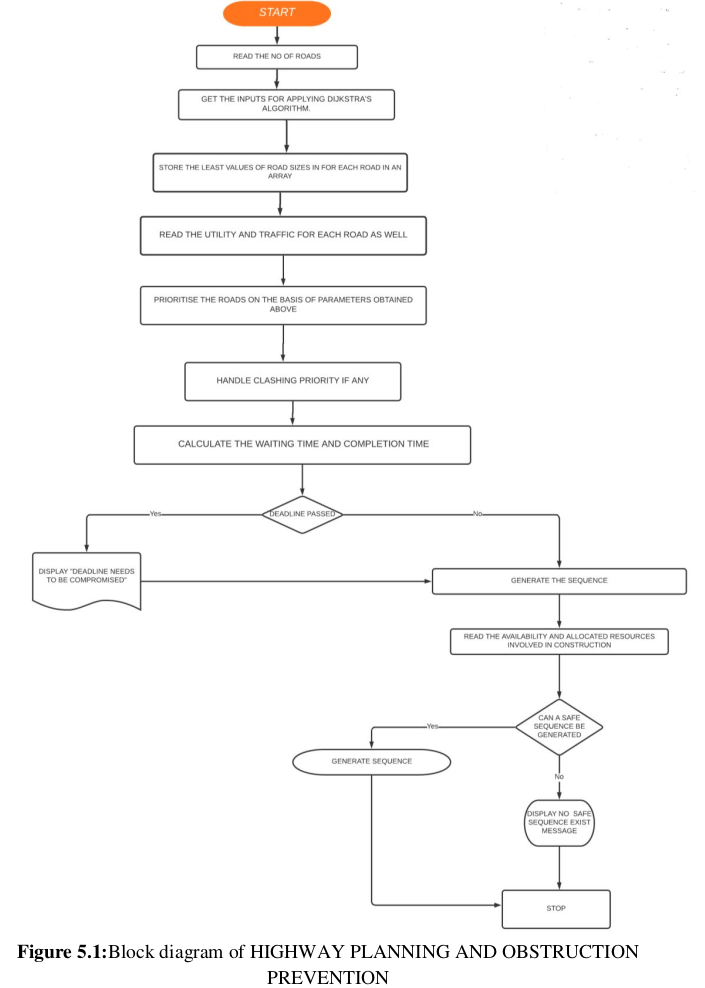 START
READ THE NO OF ROADS
GET THE INPUTS FOR APPLYING DIJKSTRA'S
ALGORITHM.
STORE THE LEAST VALUES OF ROAD SIZES IN FOR EACH ROAD IN AN
ARRAY
READ THE UTILITY AND TRAFFIC FOR EACH ROAD AS WELL
PRIORITISE THE ROADS ON THE BASIS OF PARAMETERS OBTAINED
ABOVE
HANDLE CLASHING PRIORITY IF ANY
CALCULATE THE WAITING TIME AND COMPLETION TIME
DEADLINE PASSED
Yes
No
DISPLAY "DEADLINE NEEDS
TO BE COMPROMISED"
GENERATE THE SEQUENCE
READ THE AVAILABILITY AND ALLOCATED RESOURCES
INVOLVED IN CONSTRUCTION
CAN A SAFE
SEQUENCE BE
GENERATED
Yes
GENERATE SEQUENCE
No
DISPLAY NO SAFE
SEQUENCE EXIST
MESSAGE
STOP
Figure 5.1:Block diagram of HIGHWAY PLANNING AND OBSTRUCTION
PREVENTION